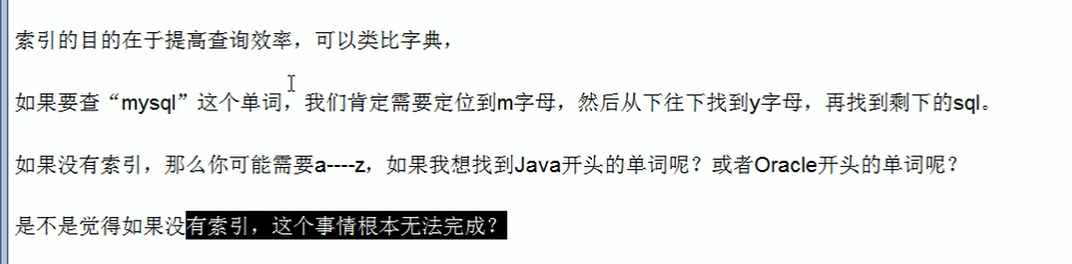 索引的目的在于提高查询效率，可以类比字典，
如果要查“mysql”这个单词，我们肯定需要定位到m字母，然后从下往下找到y字母，再找到剩下的sql。
如果没有索引，那么你可能需要a----z，如果我想找到Java开头的单词呢？或者Oracle开头的单词呢？
是不是觉得如果没有索引，这个事情根本无法完成？